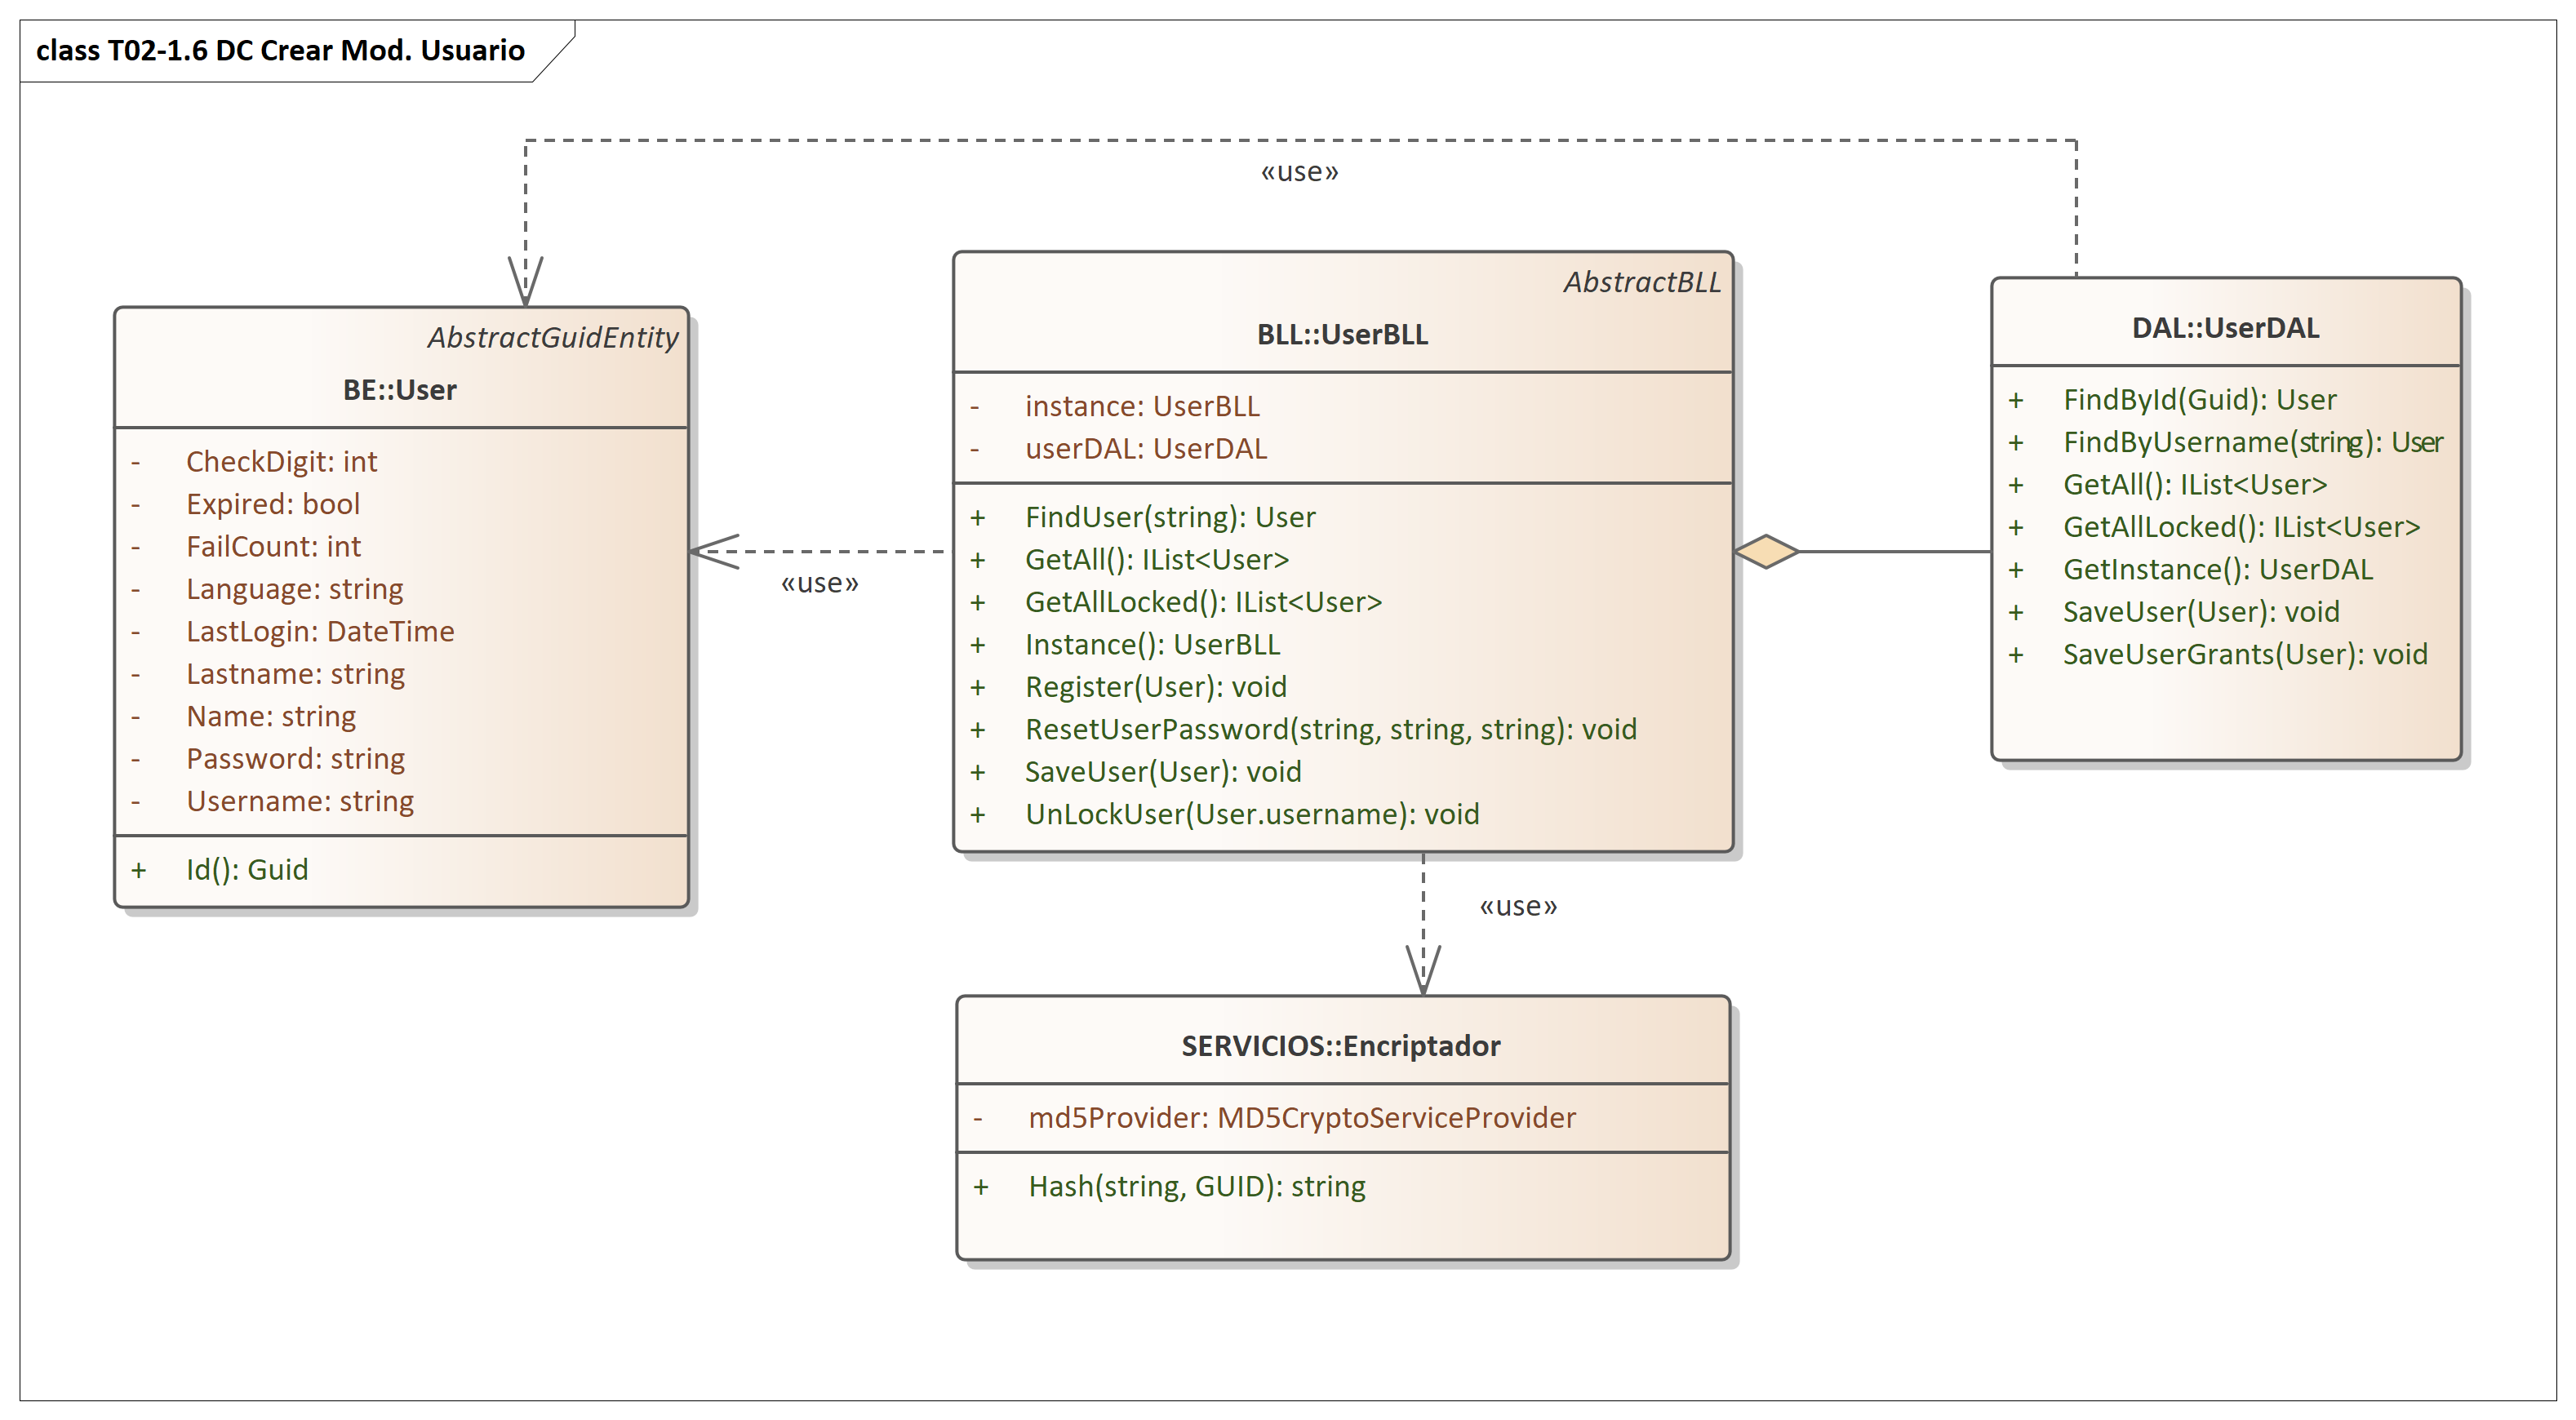 class T02-1.6 DC Crear Mod. Usuario
«use»
AbstractGuidEntity
BE::User
- CheckDigit: int
- Expired: bool
- FailCount: int
- Language: string
- LastLogin: DateTime
- Lastname: string
- Name: string
- Password: string
- Username: string
+ Id(): Guid
«use»
AbstractBLL
BLL::UserBLL
- instance: UserBLL
- userDAL: UserDAL
+ FindUser(string): User
+ GetAll(): IList<User>
+ GetAllLocked(): IList<User>
+ Instance(): UserBLL
+ Register(User): void
+ ResetUserPassword(string, string, string): void
+ SaveUser(User): void
+ UnLockUser(User.username): void
DAL::UserDAL
+ FindById(Guid): User
+ FindByUsername(string): User
+ GetAll(): IList<User>
+ GetAllLocked(): IList<User>
+ GetInstance(): UserDAL
+ SaveUser(User): void
+ SaveUserGrants(User): void
«use»
SERVICIOS::Encriptador
- md5Provider: MD5CryptoServiceProvider
+ Hash(string, GUID): string